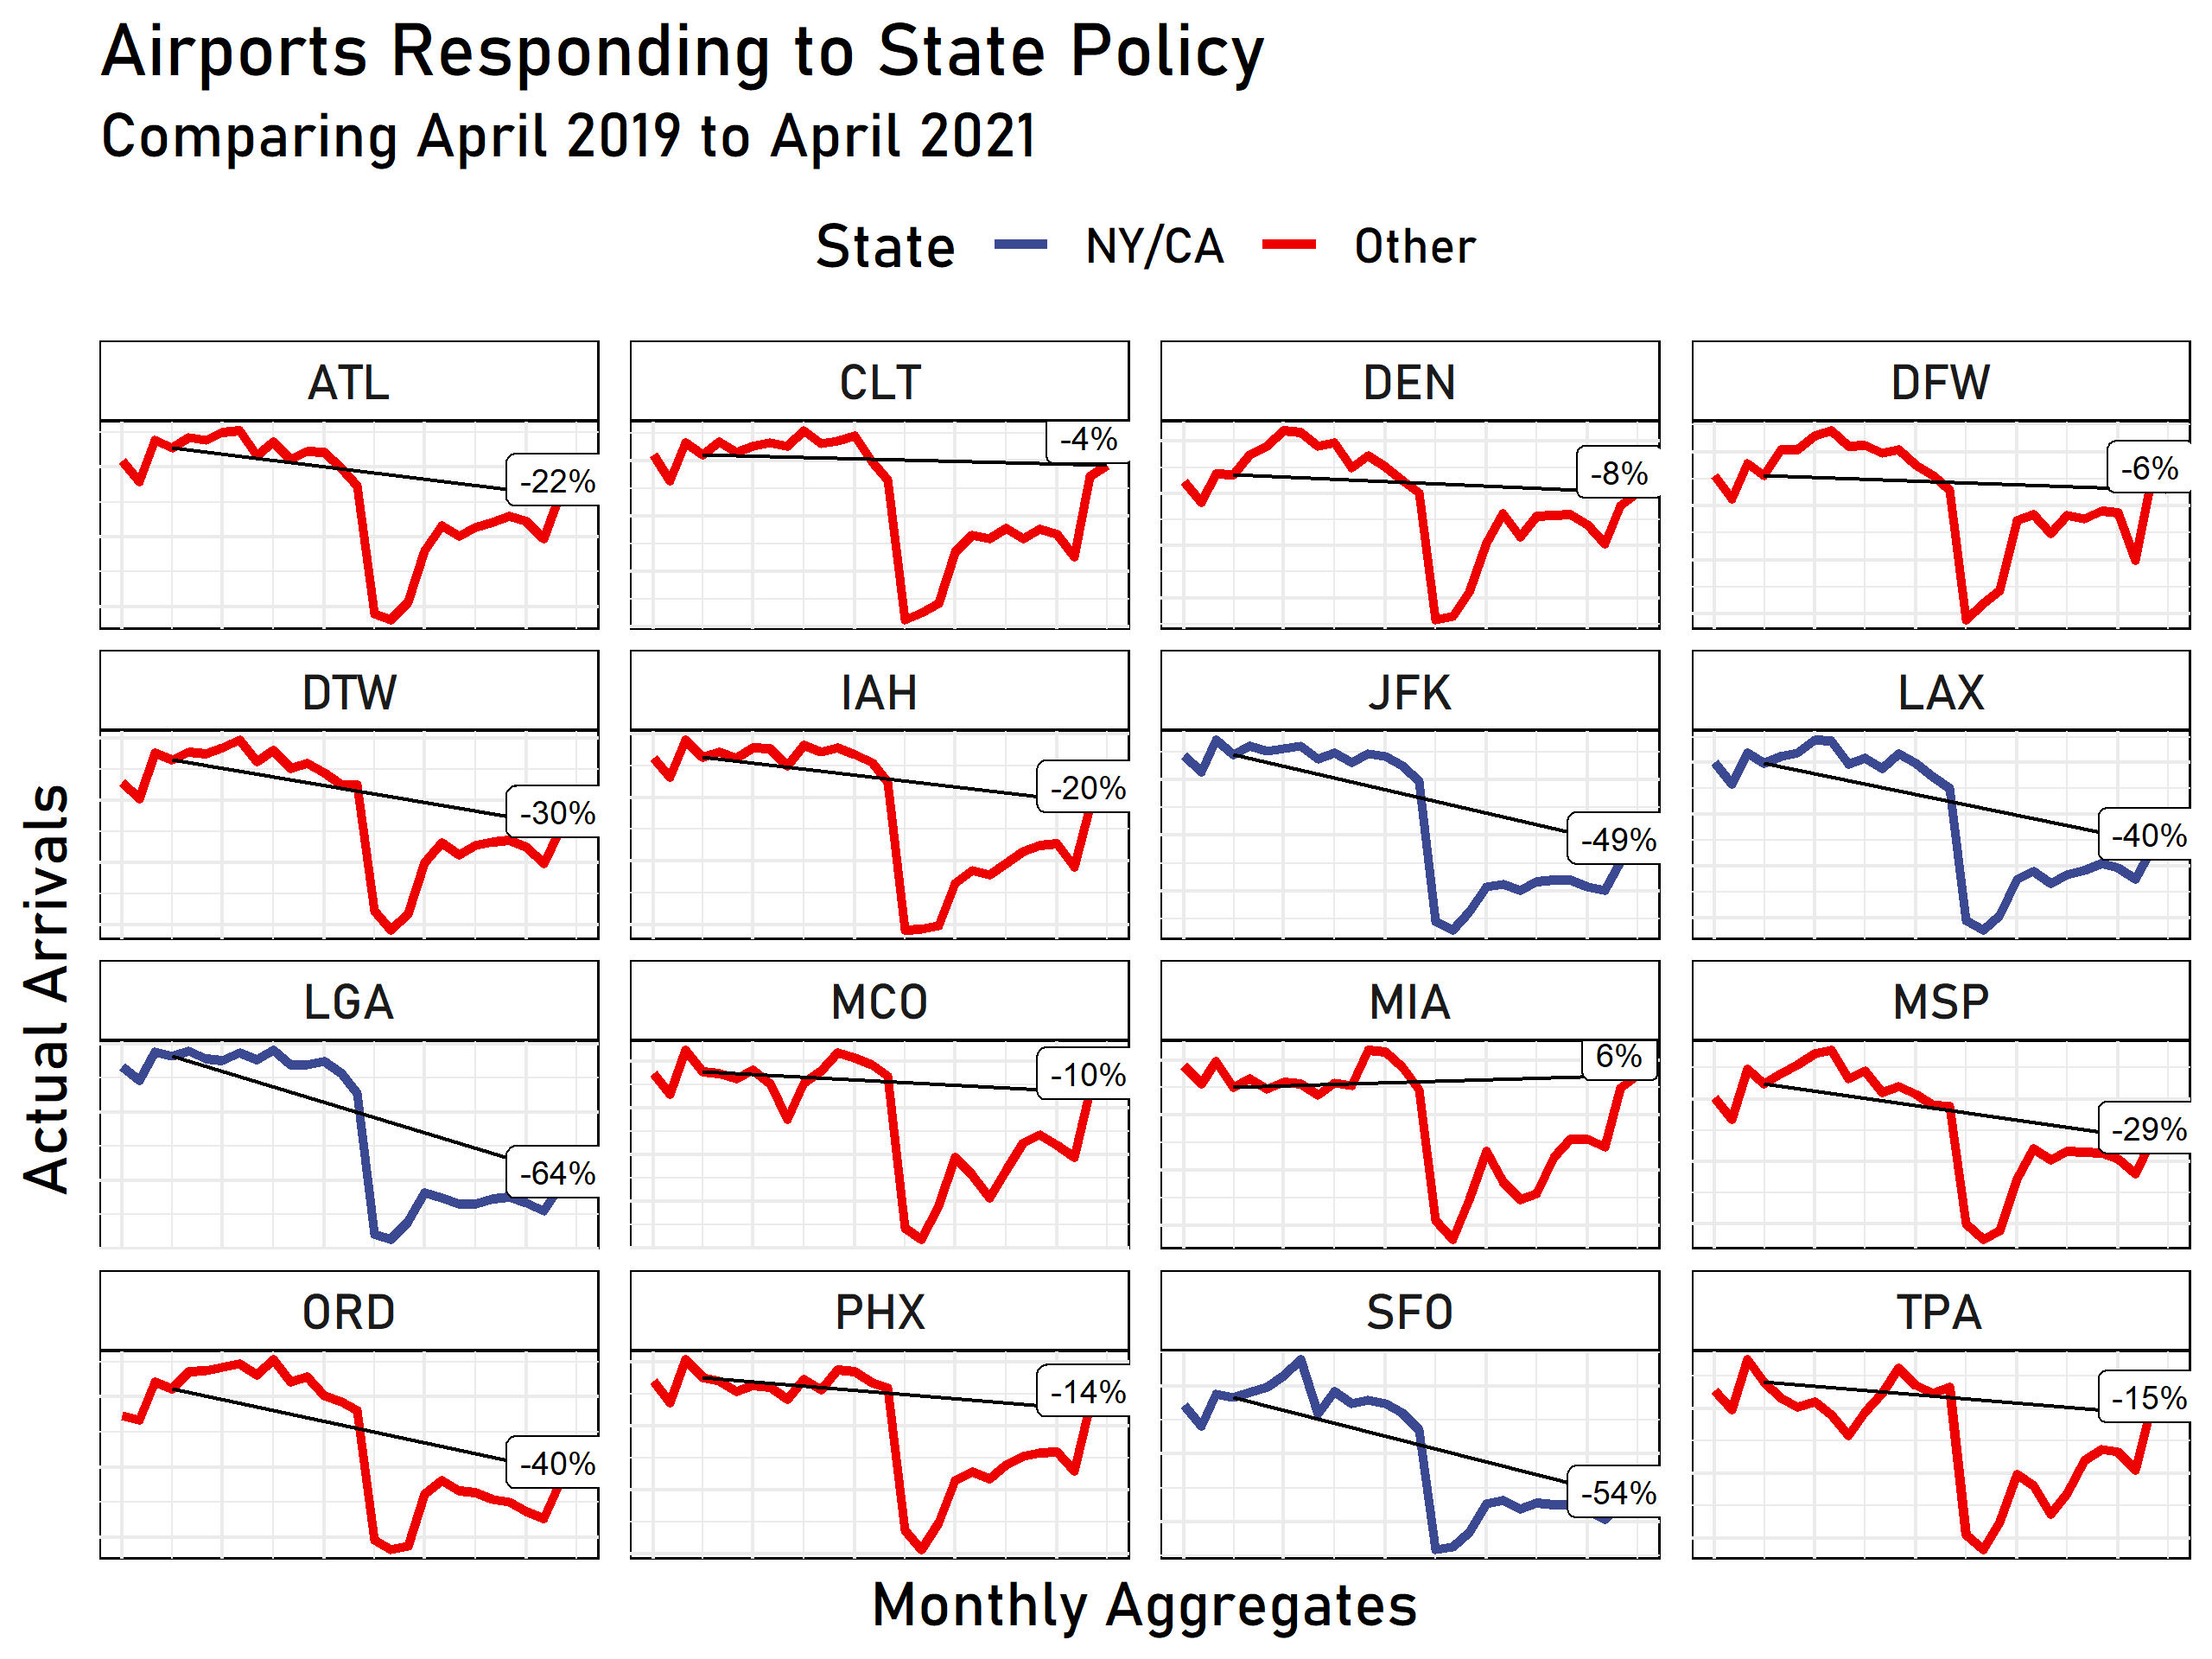 Airports Responding to State Policy
Comparing April 2019 to April 2021
State NY/CA Other
ATL CLT DEN DFW
-22% -4% -8% -6%
DTW IAH JFK LAX
-30% -20% -49% -40%
LGA MCO MIA MSP
-64% -10% 6% -29%
ORD PHX SFO TPA
-40% -14% -54% -15%
Actual Arrivals
Monthly Aggregates